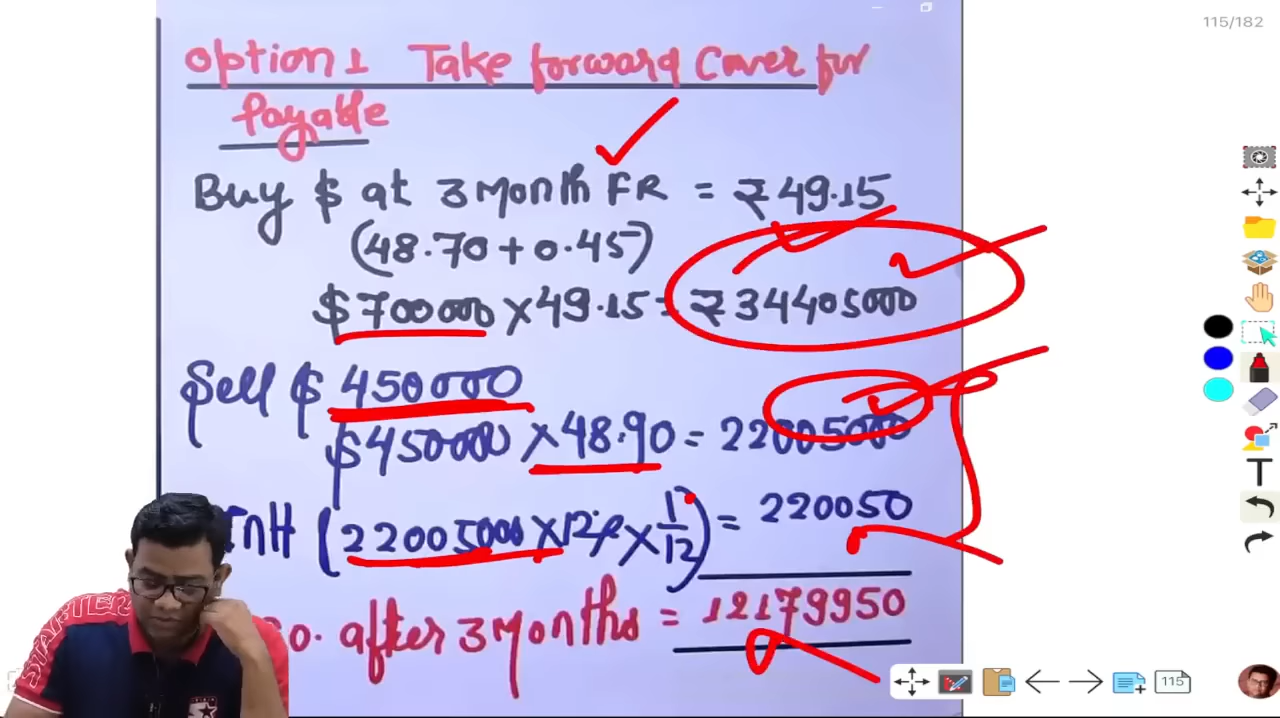 115/182
Option 1 Take forward Cover for
Payable
Buy $ at 3 Month FR = ₹49.15
(48.70 + 0.45)
$700000 × 49.15 = ₹34405000
Sell $ 450000
$450000 × 48.90 = 22005000
INH (22005000 × 12% × 1/12) = 220050
o. after 3 Months = 12179950
STARTER
115